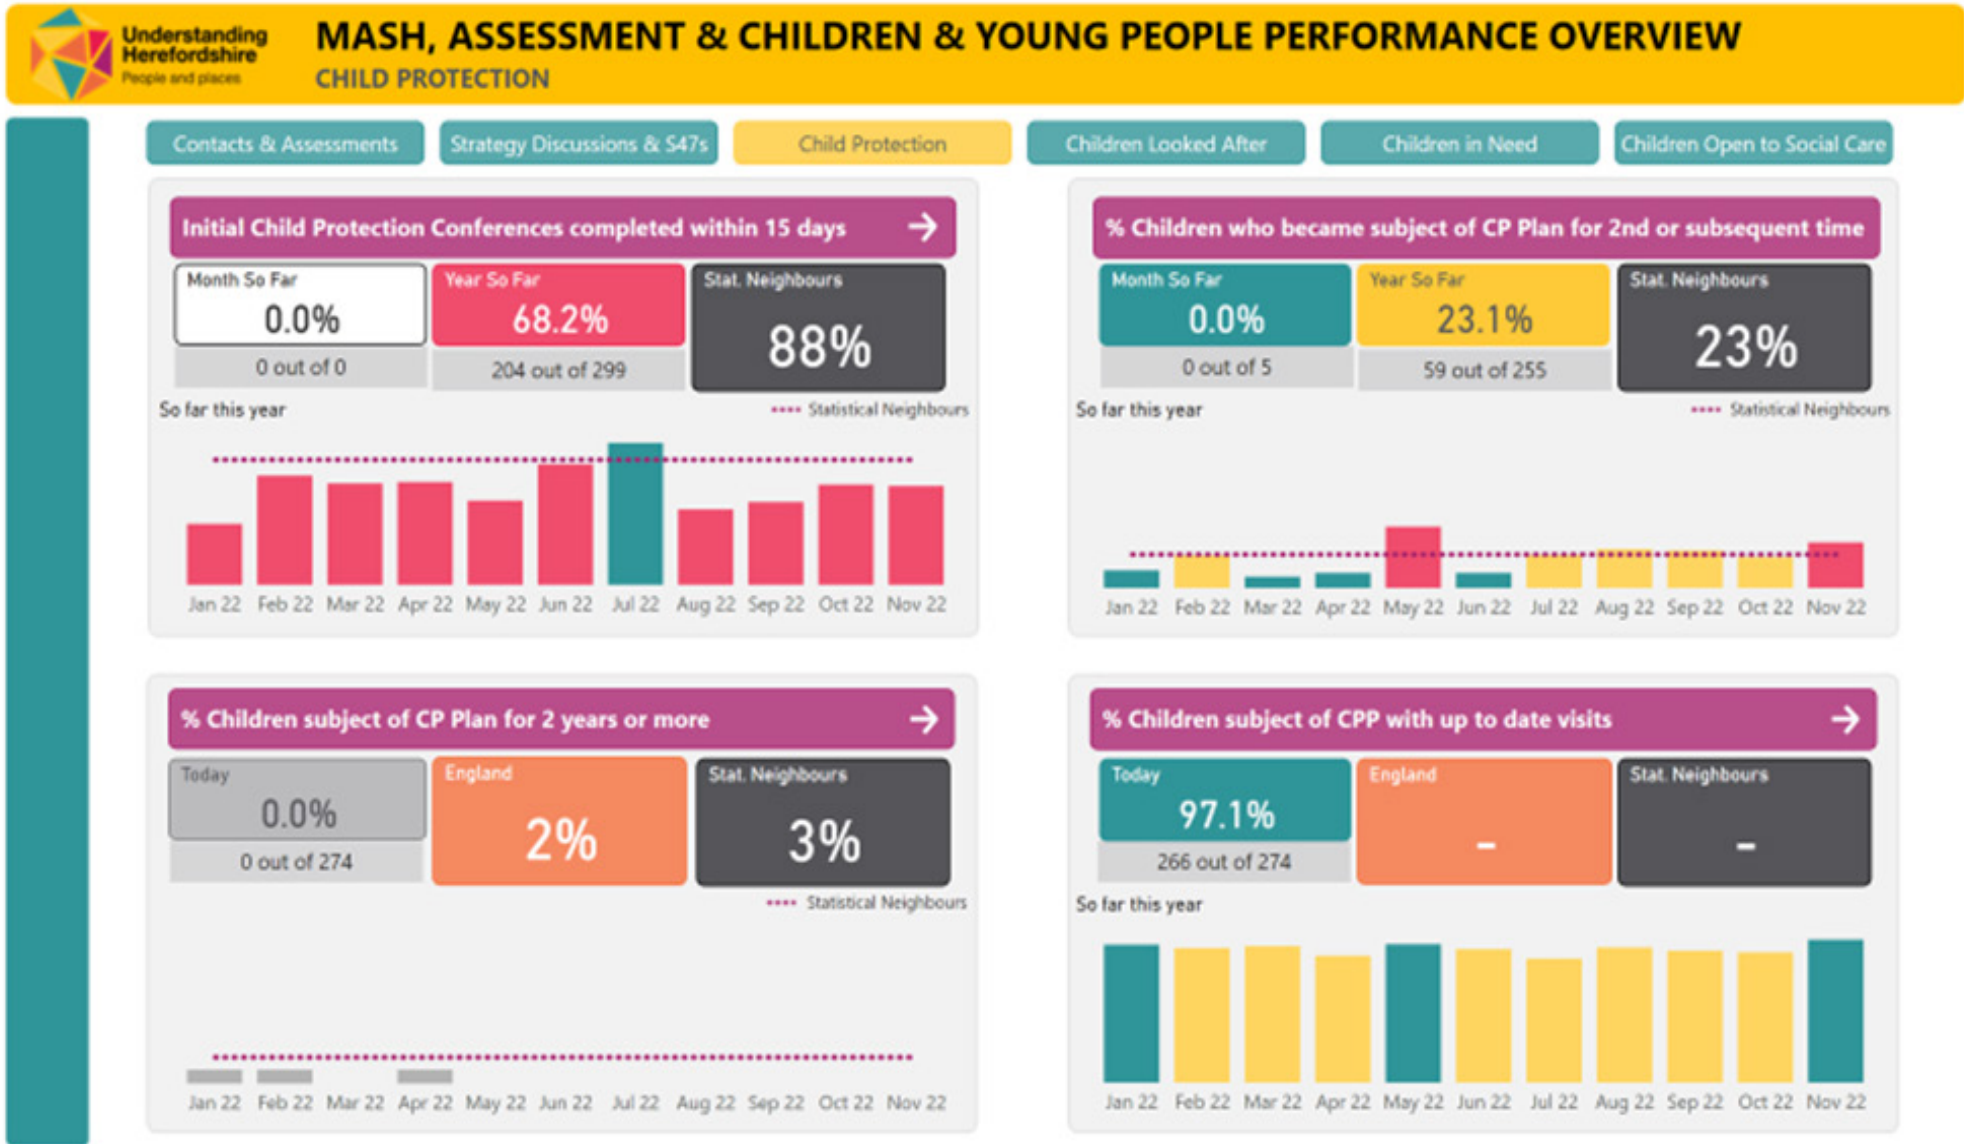 Understanding
Herefordshire
People and places
MASH, ASSESSMENT & CHILDREN & YOUNG PEOPLE PERFORMANCE OVERVIEW
CHILD PROTECTION
Contacts & Assessments
Strategy Discussions & S47s
Child Protection
Children Looked After
Children in Need
Children Open to Social Care
Initial Child Protection Conferences completed within 15 days →
Month So Far
0.0%
0 out of 0
Year So Far
68.2%
204 out of 299
Stat. Neighbours
88%
So far this year
Statistical Neighbours
Jan 22 Feb 22 Mar 22 Apr 22 May 22 Jun 22 Jul 22 Aug 22 Sep 22 Oct 22 Nov 22
% Children who became subject of CP Plan for 2nd or subsequent time
Month So Far
0.0%
0 out of 5
Year So Far
23.1%
59 out of 255
Stat. Neighbours
23%
So far this year
Statistical Neighbours
Jan 22 Feb 22 Mar 22 Apr 22 May 22 Jun 22 Jul 22 Aug 22 Sep 22 Oct 22 Nov 22
% Children subject of CP Plan for 2 years or more →
Today
0.0%
0 out of 274
England
2%
Stat. Neighbours
3%
Statistical Neighbours
Jan 22 Feb 22 Mar 22 Apr 22 May 22 Jun 22 Jul 22 Aug 22 Sep 22 Oct 22 Nov 22
% Children subject of CPP with up to date visits →
Today
97.1%
266 out of 274
England
-
Stat. Neighbours
-
So far this year
Jan 22 Feb 22 Mar 22 Apr 22 May 22 Jun 22 Jul 22 Aug 22 Sep 22 Oct 22 Nov 22